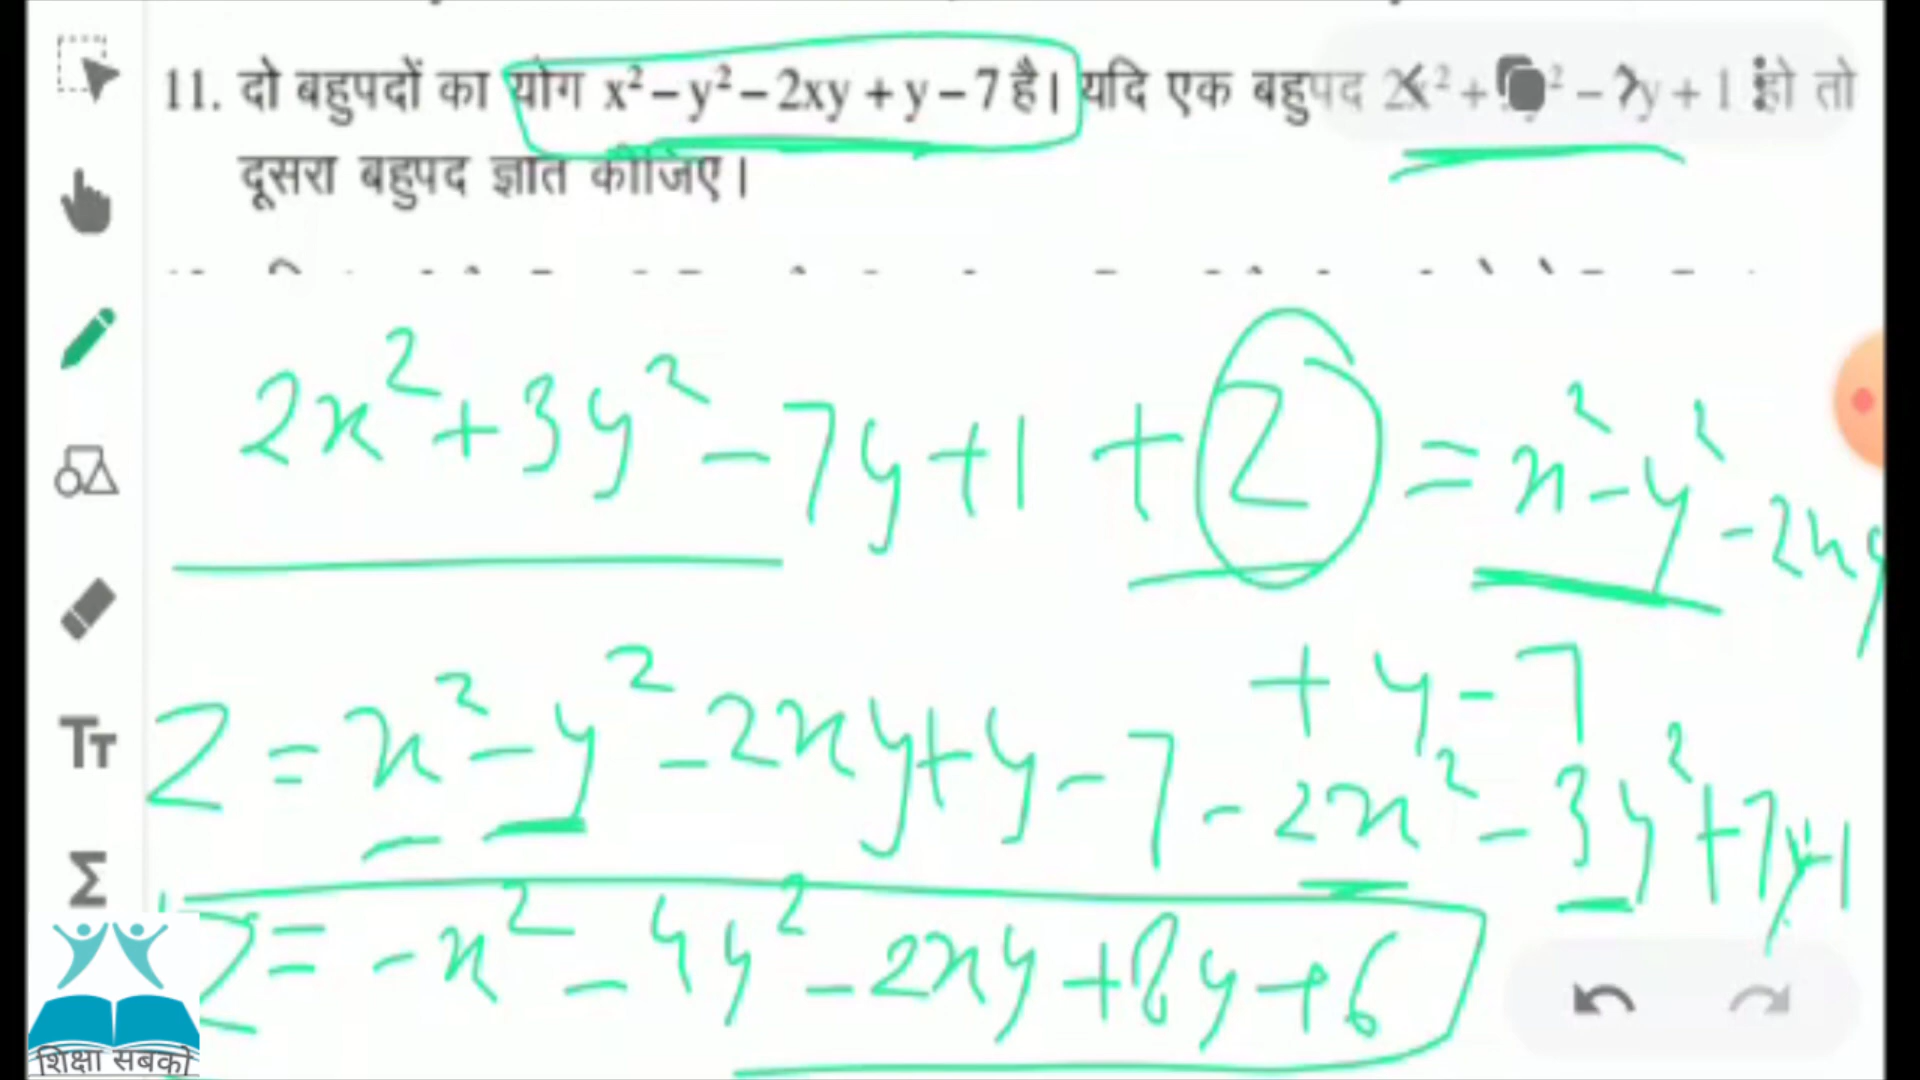 11. दो बहुपदों का योग x² – y² – 2xy + y – 7 है। यदि एक बहुपद 2x² + y² – 7y + 1 हो तो
दूसरा बहुपद ज्ञात कीजिए।
2x² + 3y² – 7y + 1 + Z = x² – y² – 2xy
+ y – 7
Z = x² – y² – 2xy + y – 7 – 2x² – 3y² + 7y – 1
Z = – x² – 4y² – 2xy + 8y + 6
Tт
Σ
शिक्षा सबको